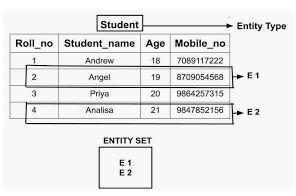 Student Entity Type
Roll_no Student_name Age Mobile_no
1 Andrew 18 7089117222
2 Angel 19 8709054568 E 1
3 Priya 20 9864257315
4 Analisa 21 9847852156 E 2
ENTITY SET
E 1
E 2